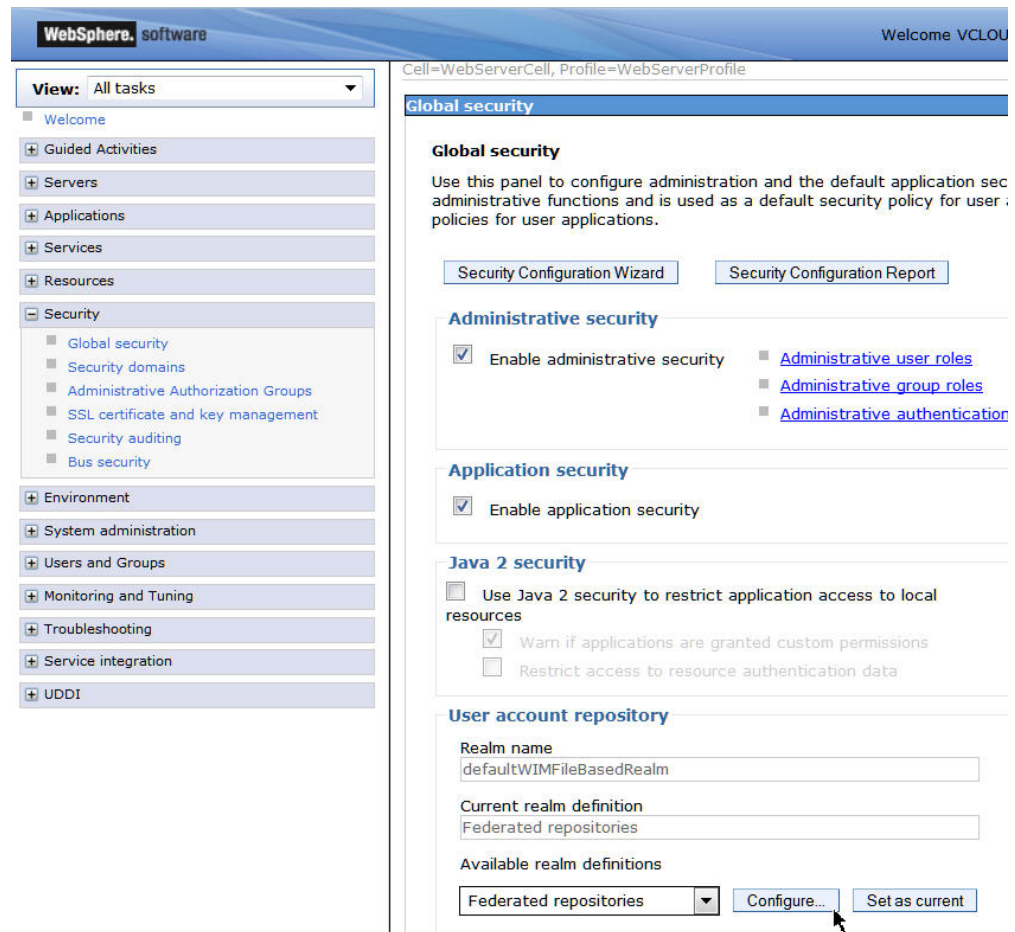 WebSphere. software
Welcome VCLOU
View: All tasks
Welcome
Guided Activities
Servers
Applications
Services
Resources
Security
Global security
Security domains
Administrative Authorization Groups
SSL certificate and key management
Security auditing
Bus security
Environment
System administration
Users and Groups
Monitoring and Tuning
Troubleshooting
Service integration
UDDI
Cell=WebServerCell, Profile=WebServerProfile
Global security
Global security
Use this panel to configure administration and the default application sec
administrative functions and is used as a default security policy for user a
policies for user applications.
Security Configuration Wizard
Security Configuration Report
Administrative security
Enable administrative security
Administrative user roles
Administrative group roles
Administrative authentication
Application security
Enable application security
Java 2 security
Use Java 2 security to restrict application access to local
resources
Warn if applications are granted custom permissions
Restrict access to resource authentication data
User account repository
Realm name
defaultWIMFileBasedRealm
Current realm definition
Federated repositories
Available realm definitions
Federated repositories
Configure...
Set as current